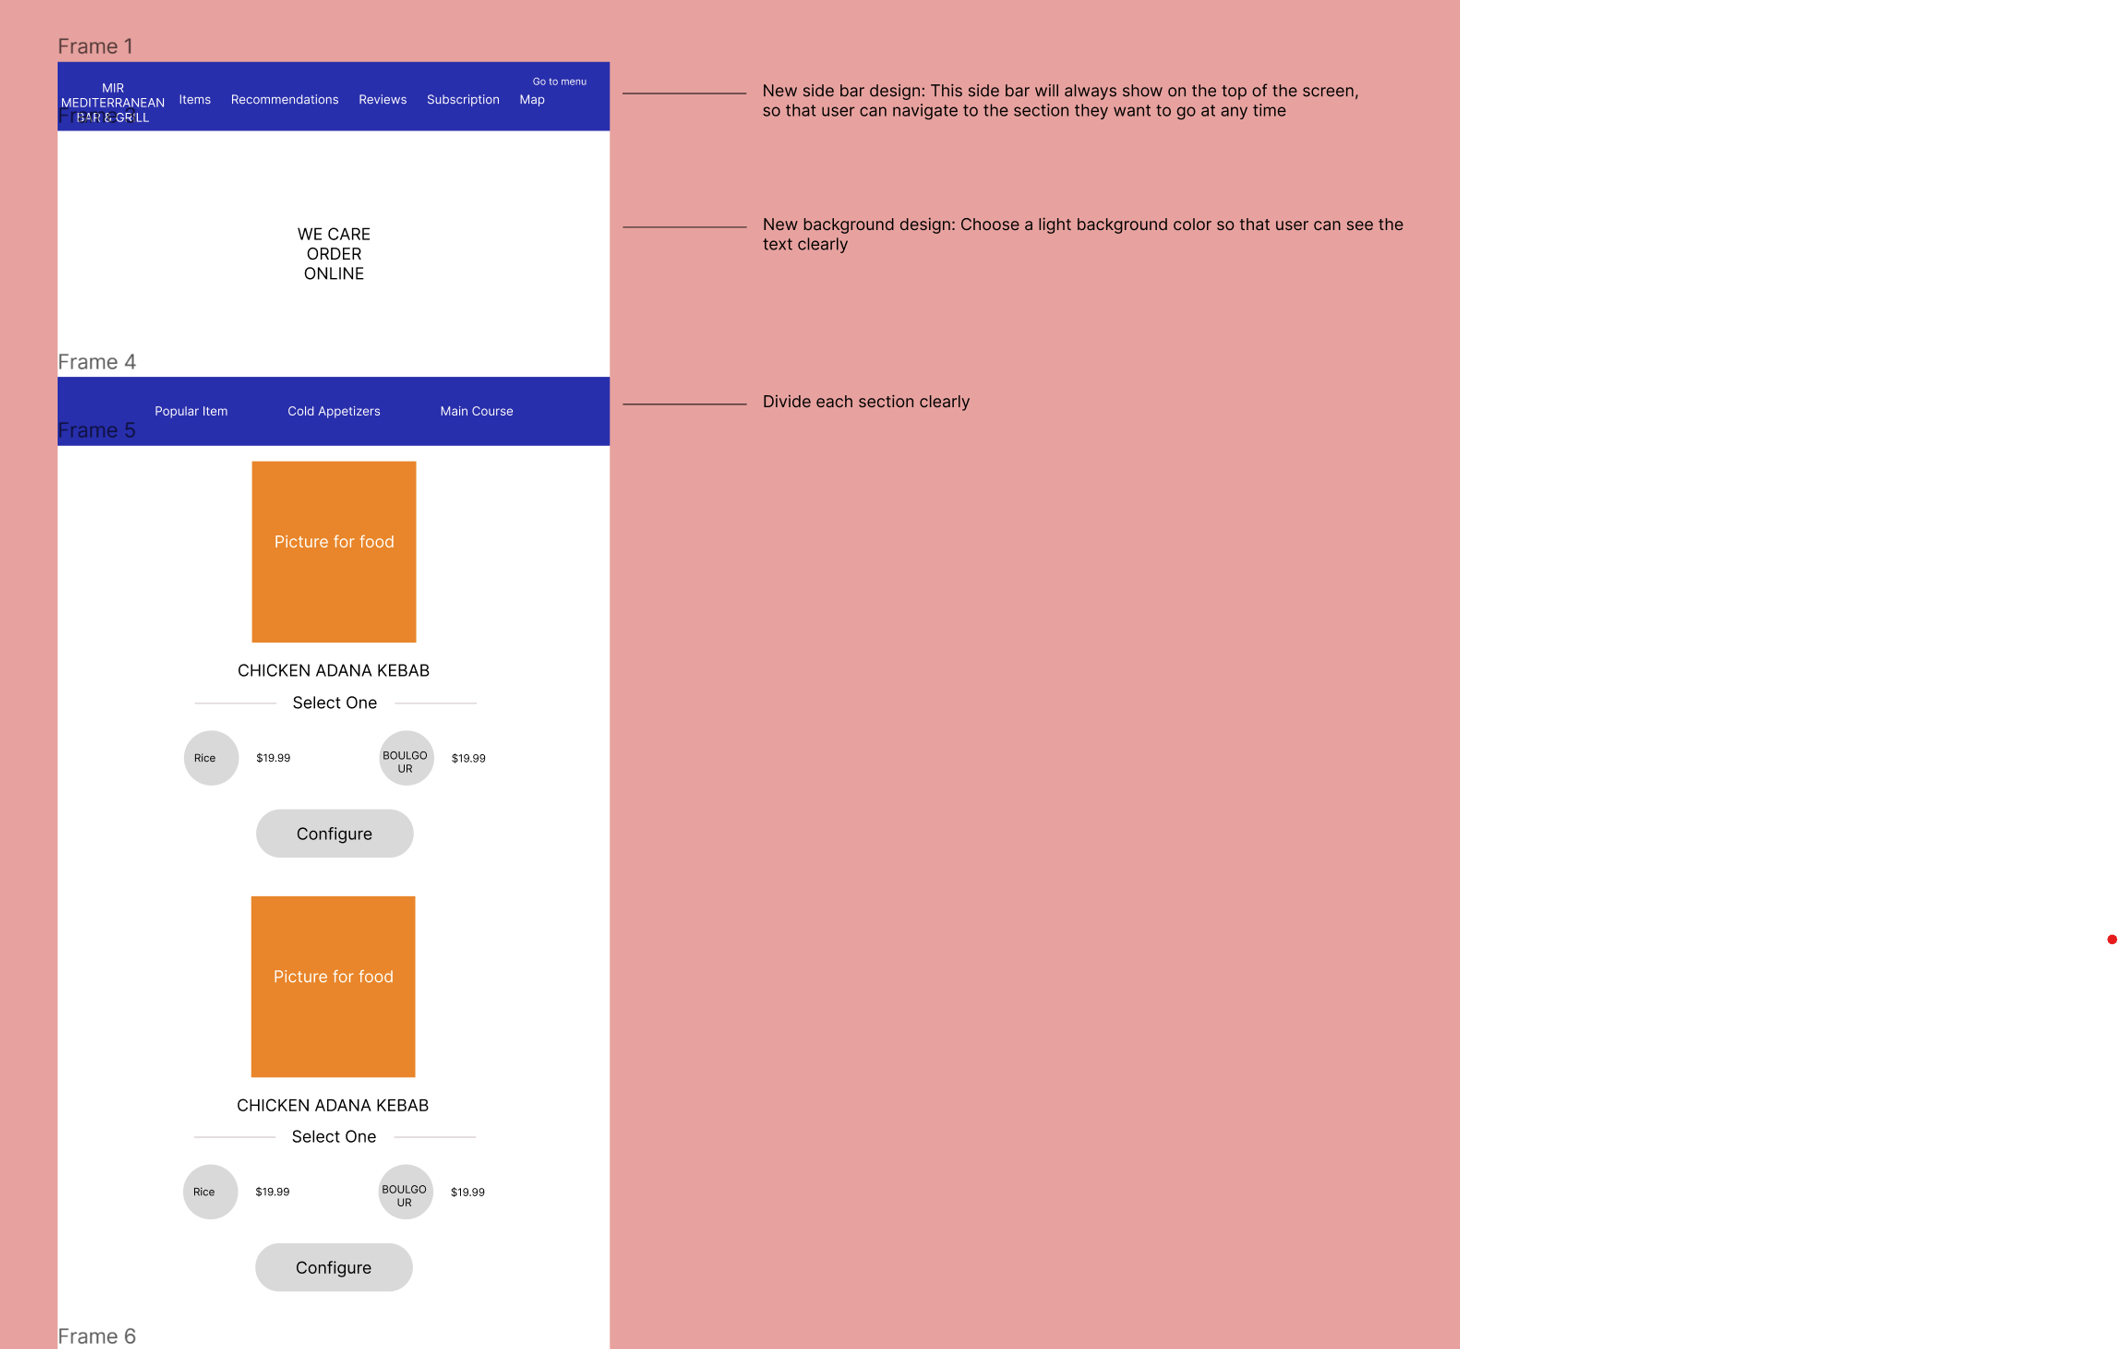 Frame 1
Go to menu
MIR
MEDITERRANEAN
BAR & GRILL
Items
Recommendations
Reviews
Subscription
Map
New side bar design: This side bar will always show on the top of the screen,
so that user can navigate to the section they want to go at any time
WE CARE
ORDER
ONLINE
New background design: Choose a light background color so that user can see the
text clearly
Frame 4
Popular Item
Cold Appetizers
Main Course
Divide each section clearly
Frame 5
Picture for food
CHICKEN ADANA KEBAB
Select One
Rice
$19.99
BOULGO
UR
$19.99
Configure
Picture for food
CHICKEN ADANA KEBAB
Select One
Rice
$19.99
BOULGO
UR
$19.99
Configure
Frame 6